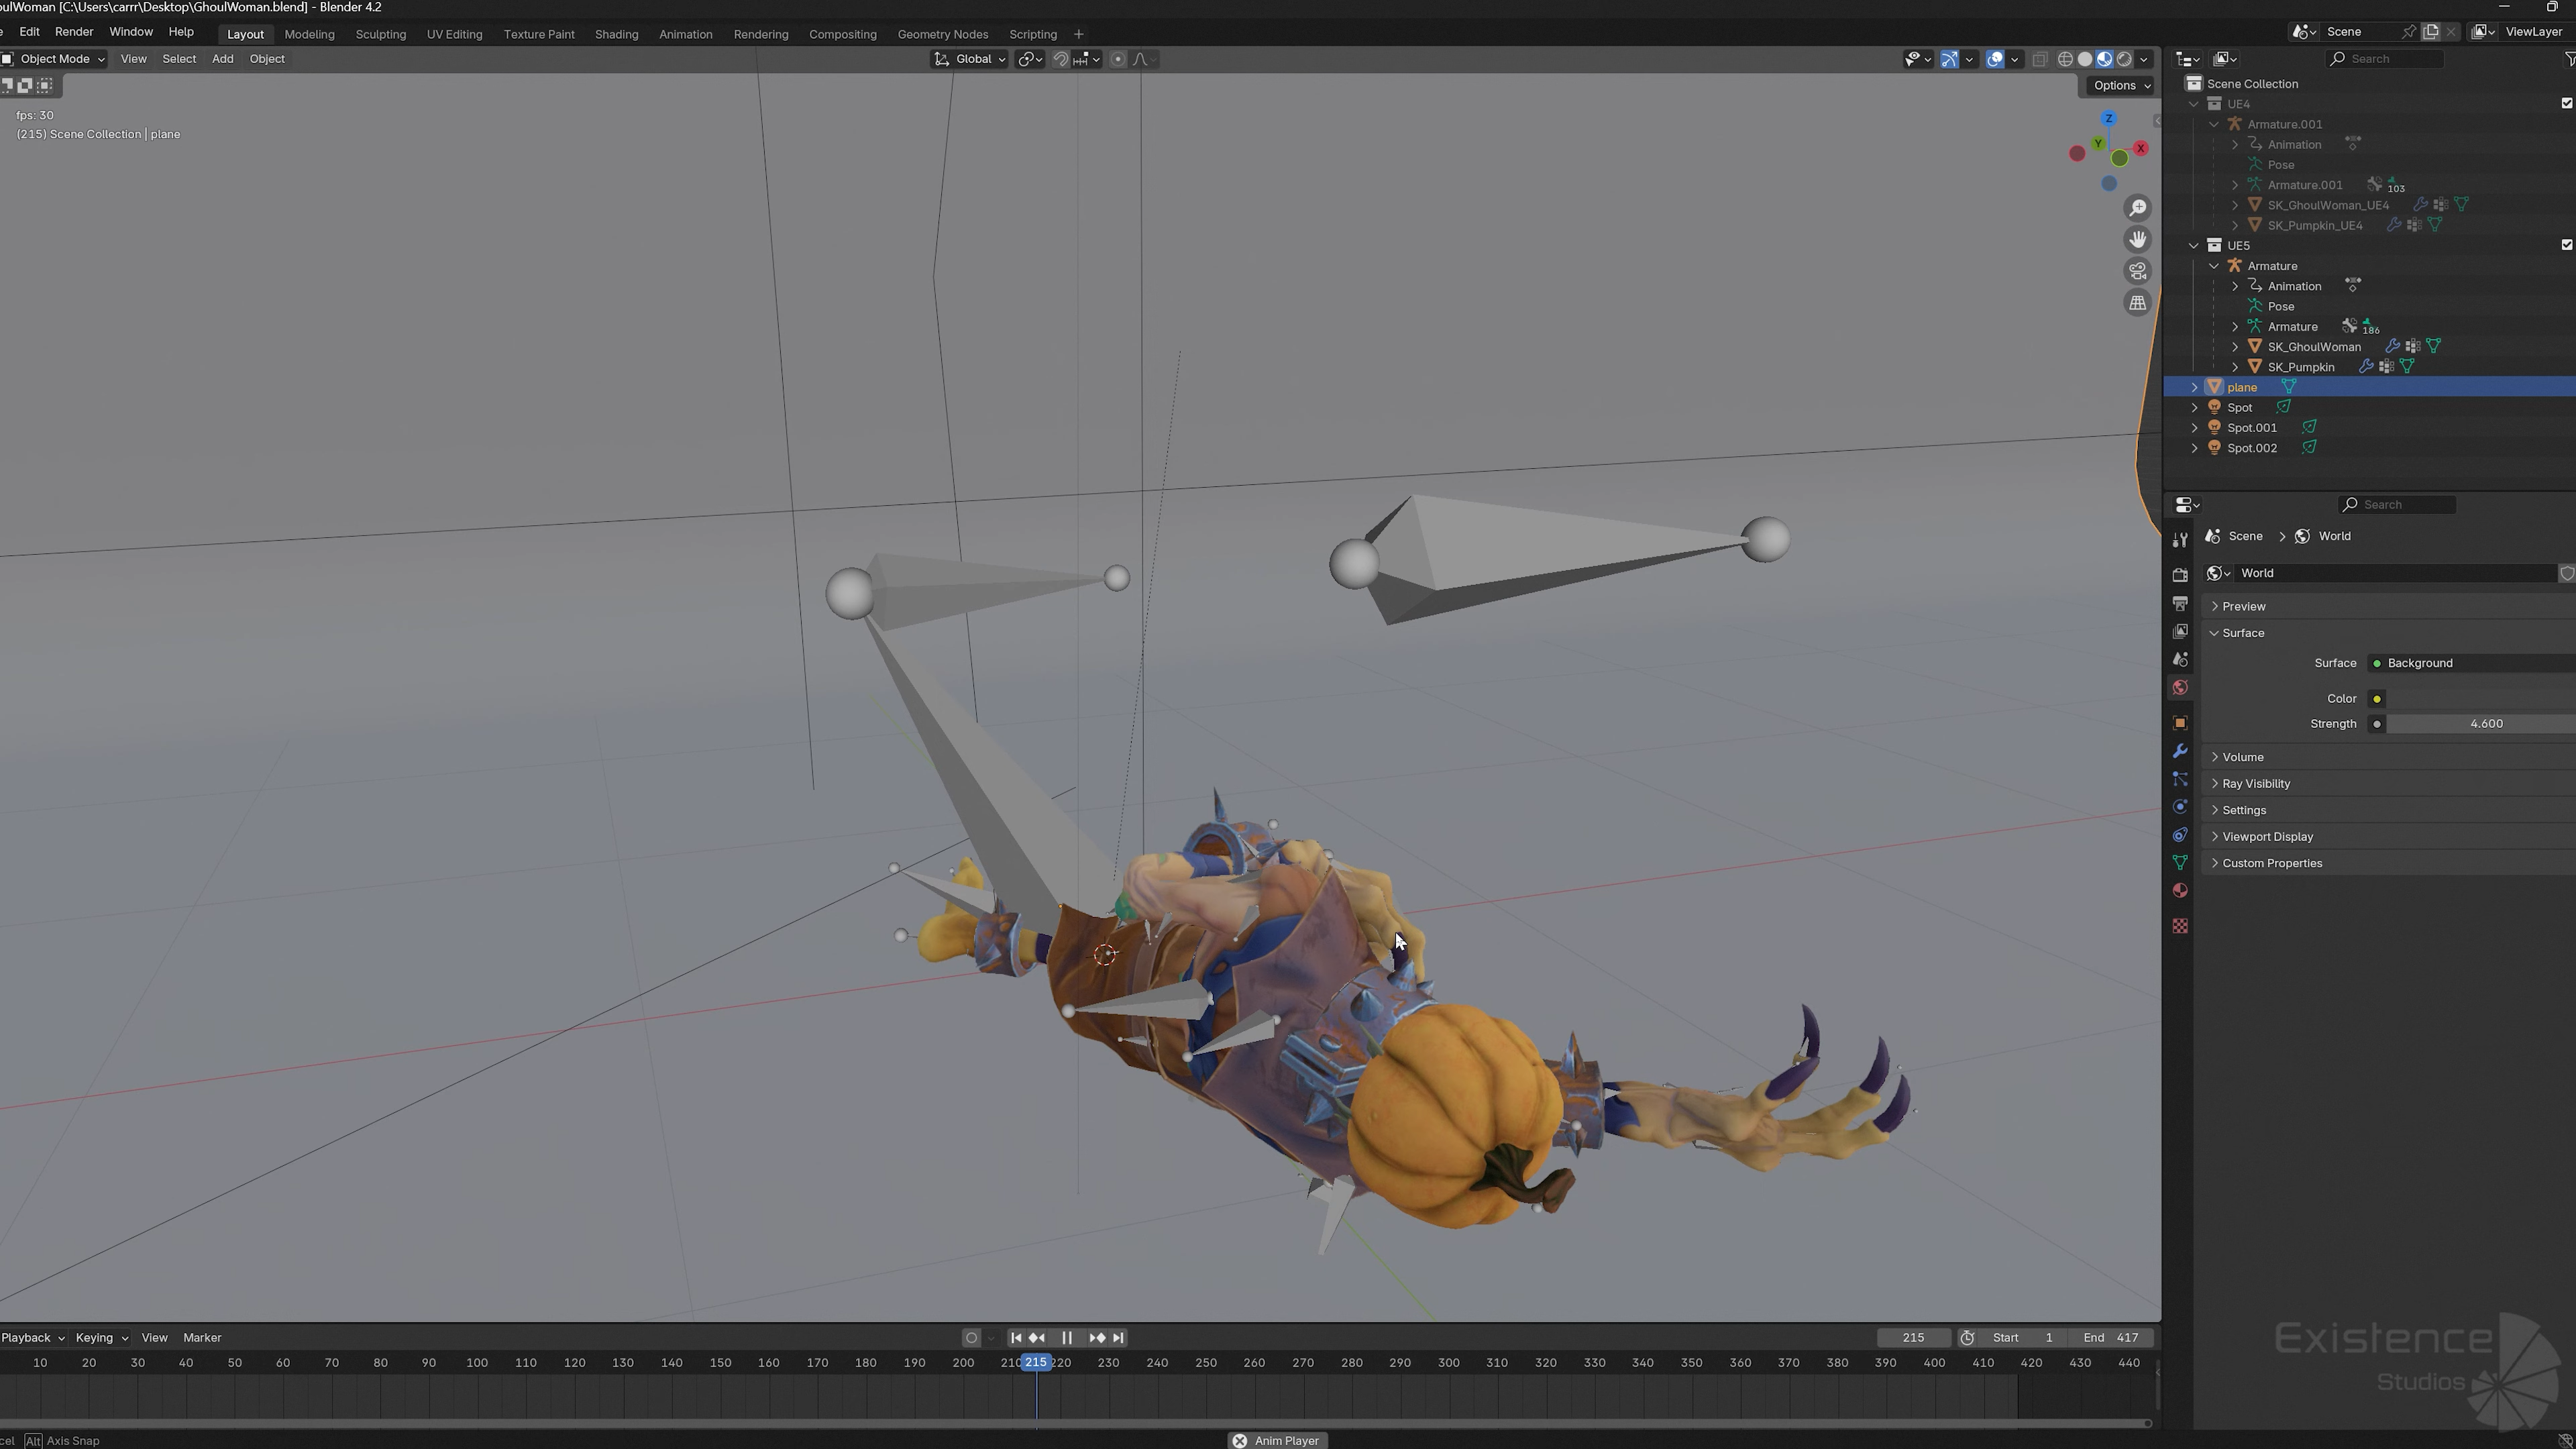 oulWoman [C:\Users\carrr\Desktop\GhoulWoman.blend] - Blender 4.2
Edit Render Window Help Layout Modeling Sculpting UV Editing Texture Paint Shading Animation Rendering Compositing Geometry Nodes Scripting + Scene ViewLayer
Object Mode View Select Add Object Global Search
Options
fps: 30
(215) Scene Collection | plane
Z
Y
X
Scene Collection
UE4
Armature.001
Animation
Pose
Armature.001 103
SK_GhoulWoman_UE4
SK_Pumpkin_UE4
UE5
Armature
Animation
Pose
Armature 186
SK_GhoulWoman
SK_Pumpkin
plane
Spot
Spot.001
Spot.002
Search
Scene > World
World
Preview
Surface
Surface Background
Color
Strength 4.600
Volume
Ray Visibility
Settings
Viewport Display
Custom Properties
Playback Keying View Marker 215 Start 1 End 417
10 20 30 40 50 60 70 80 90 100 110 120 130 140 150 160 170 180 190 200 210 215 220 230 240 250 260 270 280 290 300 310 320 330 340 350 360 370 380 390 400 410 420 430 440
Existence
Studios
cel Alt Axis Snap Anim Player